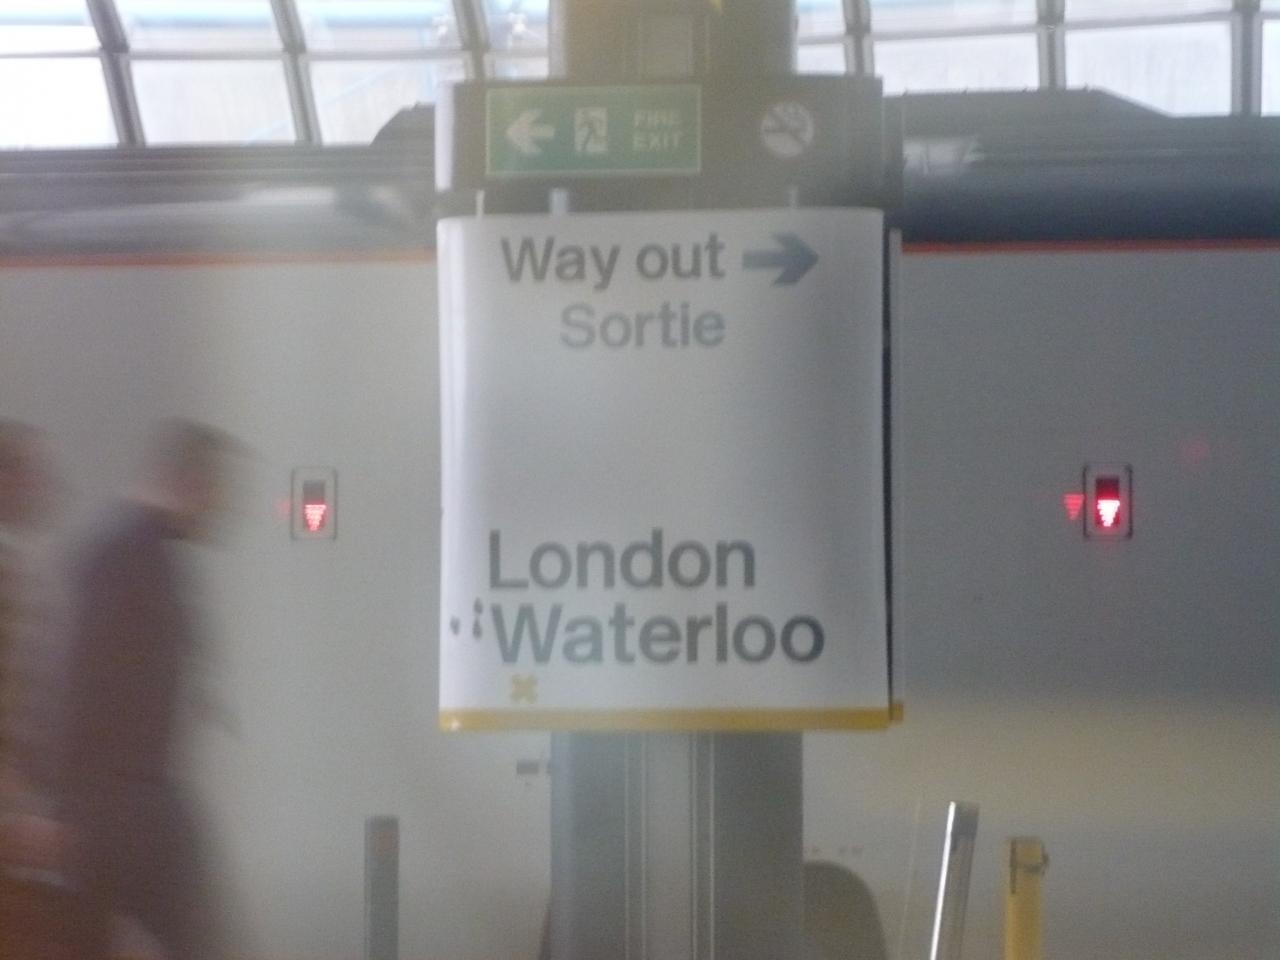 FIRE
EXIT
Way out
Sortie
London
Waterloo